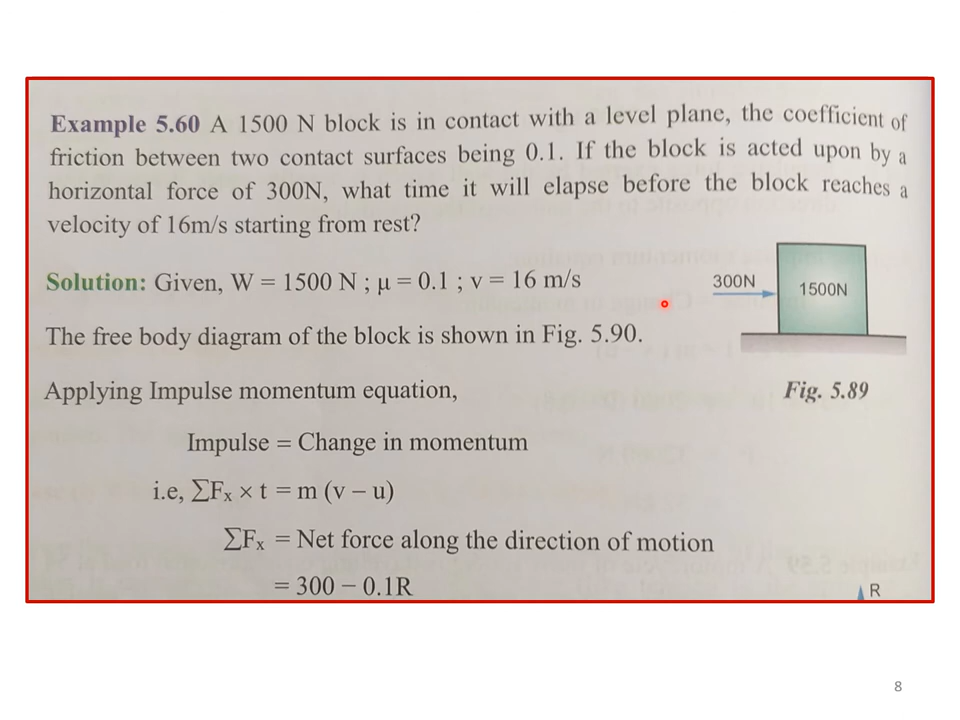 Example 5.60 A 1500 N block is in contact with a level plane, the coefficient of
friction between two contact surfaces being 0.1. If the block is acted upon by a
horizontal force of 300N, what time it will elapse before the block reaches a
velocity of 16m/s starting from rest?
Solution: Given, W = 1500 N ; μ = 0.1 ; v = 16 m/s
300N
1500N
The free body diagram of the block is shown in Fig. 5.90.
Applying Impulse momentum equation,
Fig. 5.89
Impulse = Change in momentum
i.e, ∑Fₓ × t = m (v – u)
∑Fₓ = Net force along the direction of motion
= 300 − 0.1R
R
8